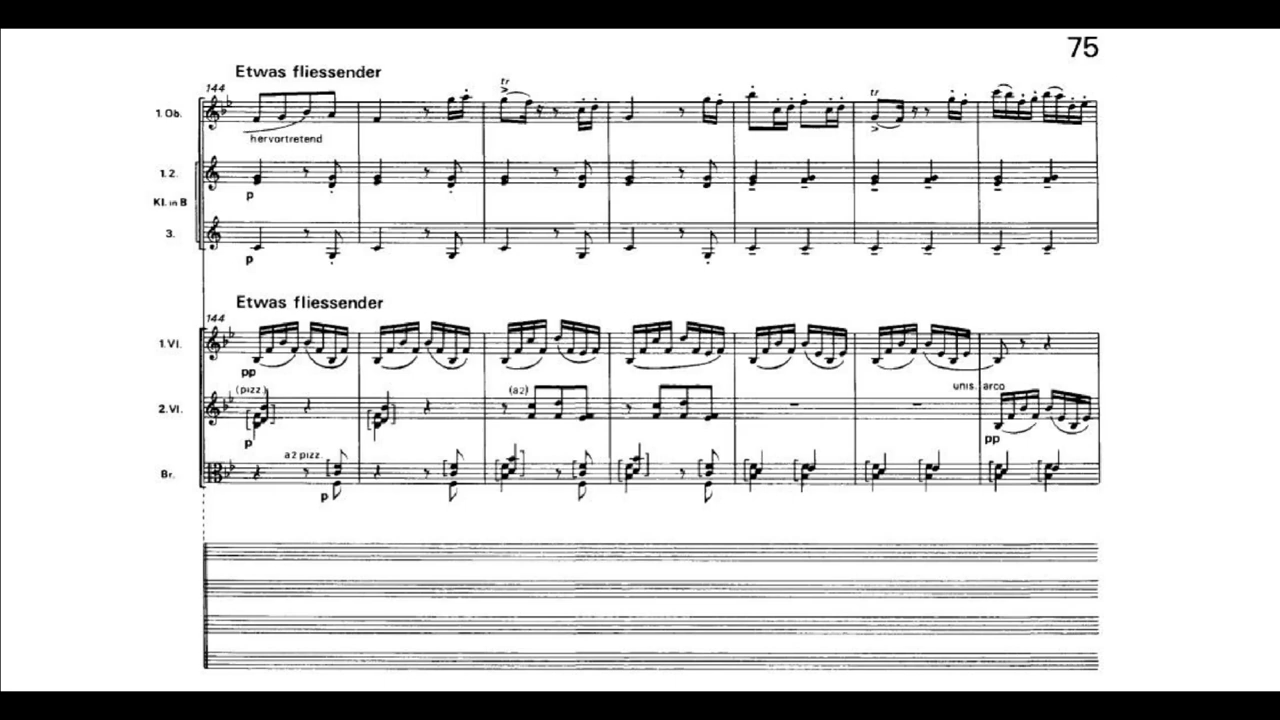 75
Etwas fliessender
144
1. Ob.
hervortretend
tr
tr
1. 2.
p
Kl. in B
3.
p
Etwas fliessender
144
1. Vl.
pp
(pizz.)
(a2)
unis. arco
2. Vl.
p
pp
a2 pizz.
Br.
p